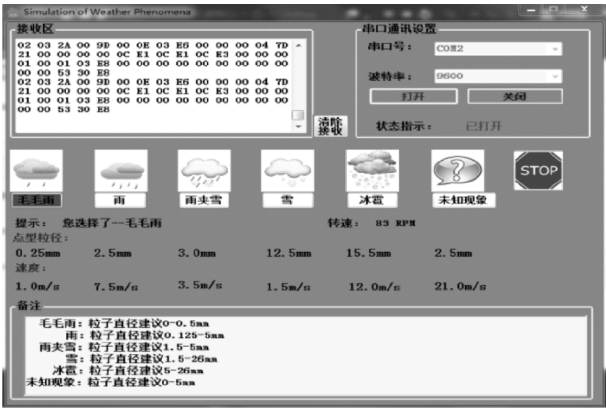 Simulation of Weather Phenomena
接收区
02 03 2A 00 9D 00 0E 03 E6 00 00 00 04 7D
21 00 00 00 00 0C E1 0C E1 0C E3 00 00 00
01 00 01 03 E8 00 00 00 00 00 00 00 00 00
00 00 53 30 E8
02 03 2A 00 9D 00 0E 03 E6 00 00 00 04 7D
21 00 00 00 00 0C E1 0C E1 0C E3 00 00 00
01 00 01 03 E8 00 00 00 00 00 00 00 00 00
00 00 53 30 E8
清除接收
串口通讯设置
串口号： COM2
波特率： 9600
打开 关闭
状态指示： 已打开
STOP
毛毛雨 雨 雨夹雪 雪 冰雹 未知现象
提示： 您选择了--毛毛雨 转速： 83 RPM
点型粒径：
0.25mm 2.5mm 3.0mm 12.5mm 15.5mm 2.5mm
速度：
1.0m/s 7.5m/s 3.5m/s 1.5m/s 12.0m/s 21.0m/s
备注
毛毛雨：粒子直径建议0-0.5mm
雨：粒子直径建议0.125-5mm
雨夹雪：粒子直径建议1.5-5mm
雪：粒子直径建议1.5-26mm
冰雹：粒子直径建议5-26mm
未知现象：粒子直径建议0-5mm